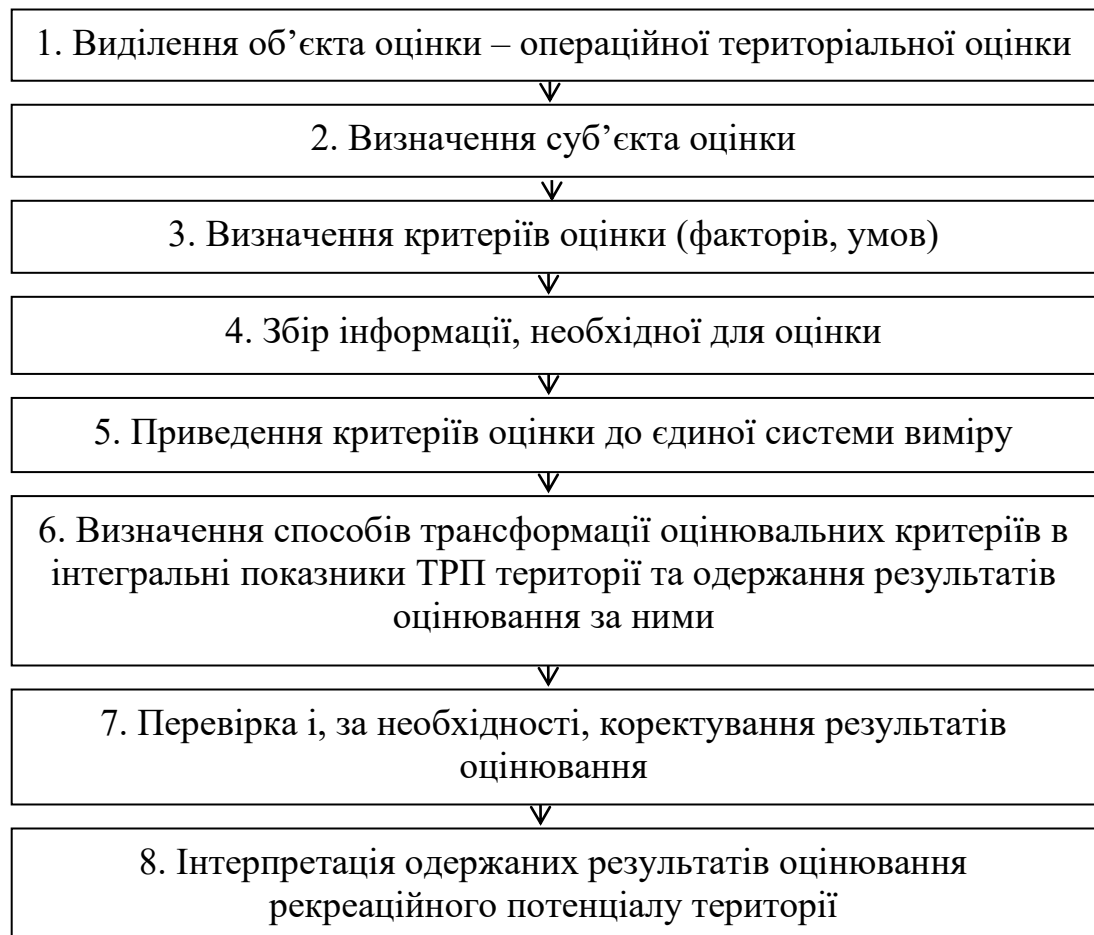 1. Виділення об’єкта оцінки – операційної територіальної оцінки
2. Визначення суб’єкта оцінки
3. Визначення критеріїв оцінки (факторів, умов)
4. Збір інформації, необхідної для оцінки
5. Приведення критеріїв оцінки до єдиної системи виміру
6. Визначення способів трансформації оцінювальних критеріїв в
інтегральні показники ТРП території та одержання результатів
оцінювання за ними
7. Перевірка і, за необхідності, коректування результатів
оцінювання
8. Інтерпретація одержаних результатів оцінювання
рекреаційного потенціалу території